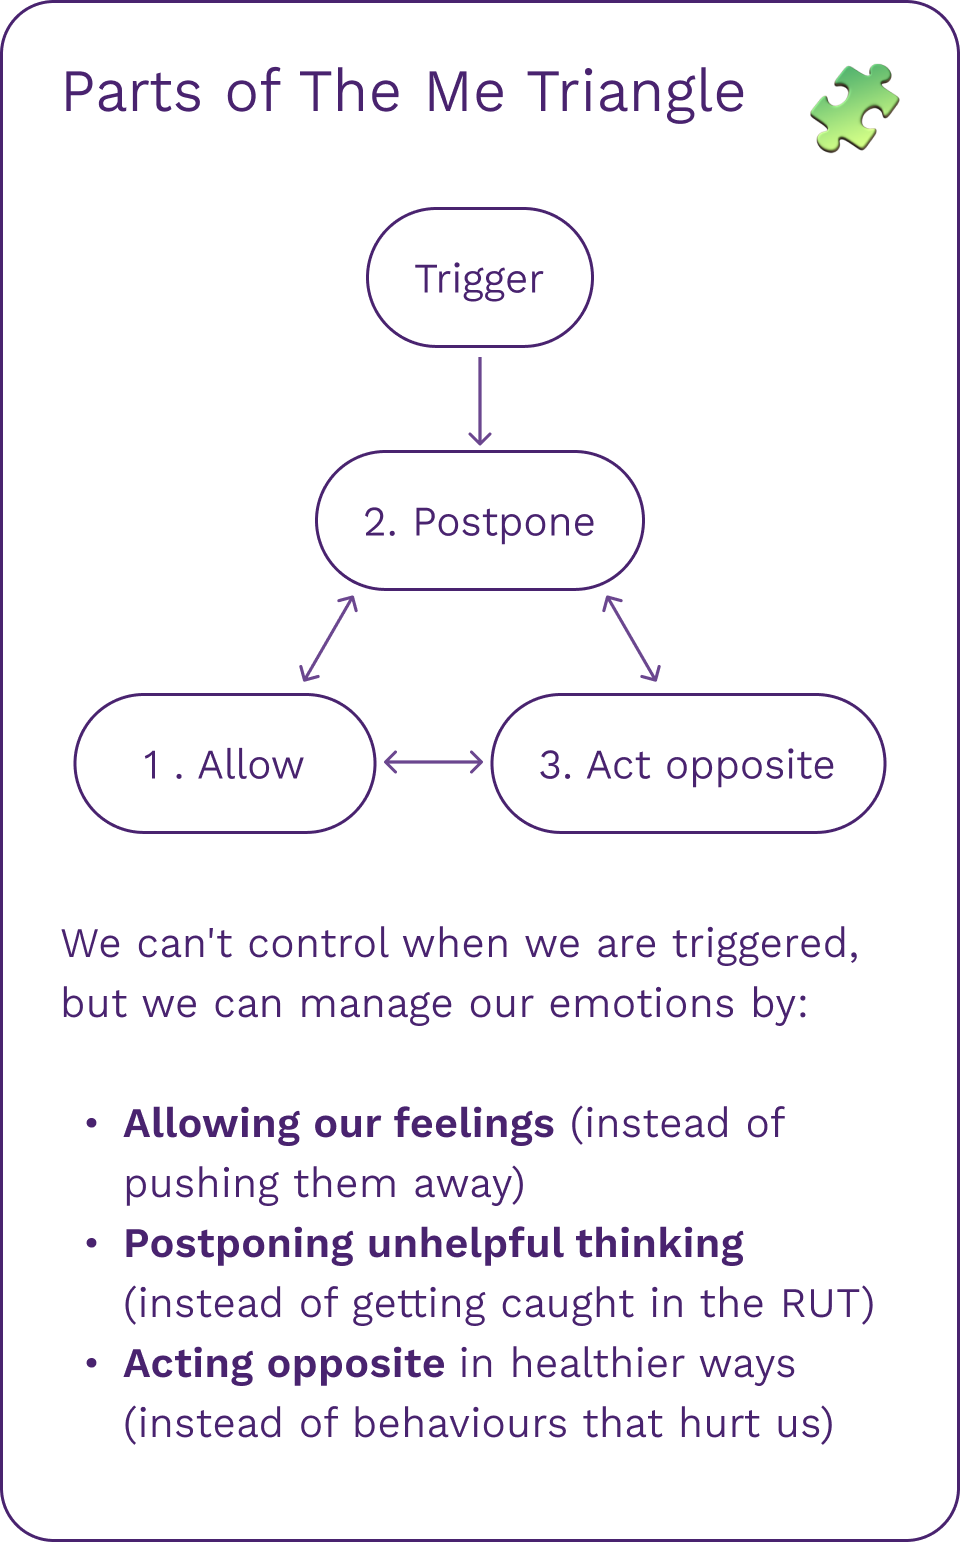 Parts of The Me Triangle
Trigger
2. Postpone
1 . Allow
3. Act opposite
We can't control when we are triggered,
but we can manage our emotions by:
• Allowing our feelings (instead of
pushing them away)
• Postponing unhelpful thinking
(instead of getting caught in the RUT)
• Acting opposite in healthier ways
(instead of behaviours that hurt us)